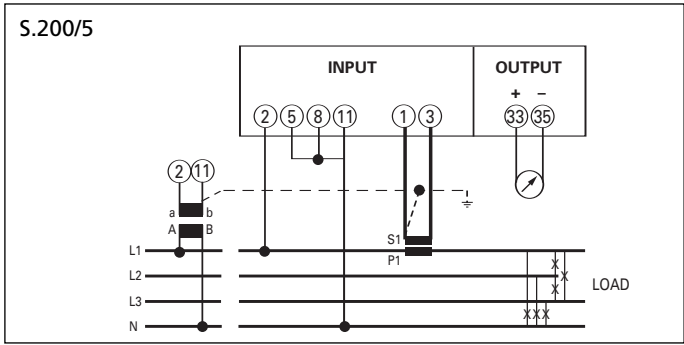 S.200/5
INPUT OUTPUT
+ –
2 5 8 11 1 3 33 35
2 11
a b
A B
S1
P1
L1
L2
L3
N
LOAD
X
X
X
X X X